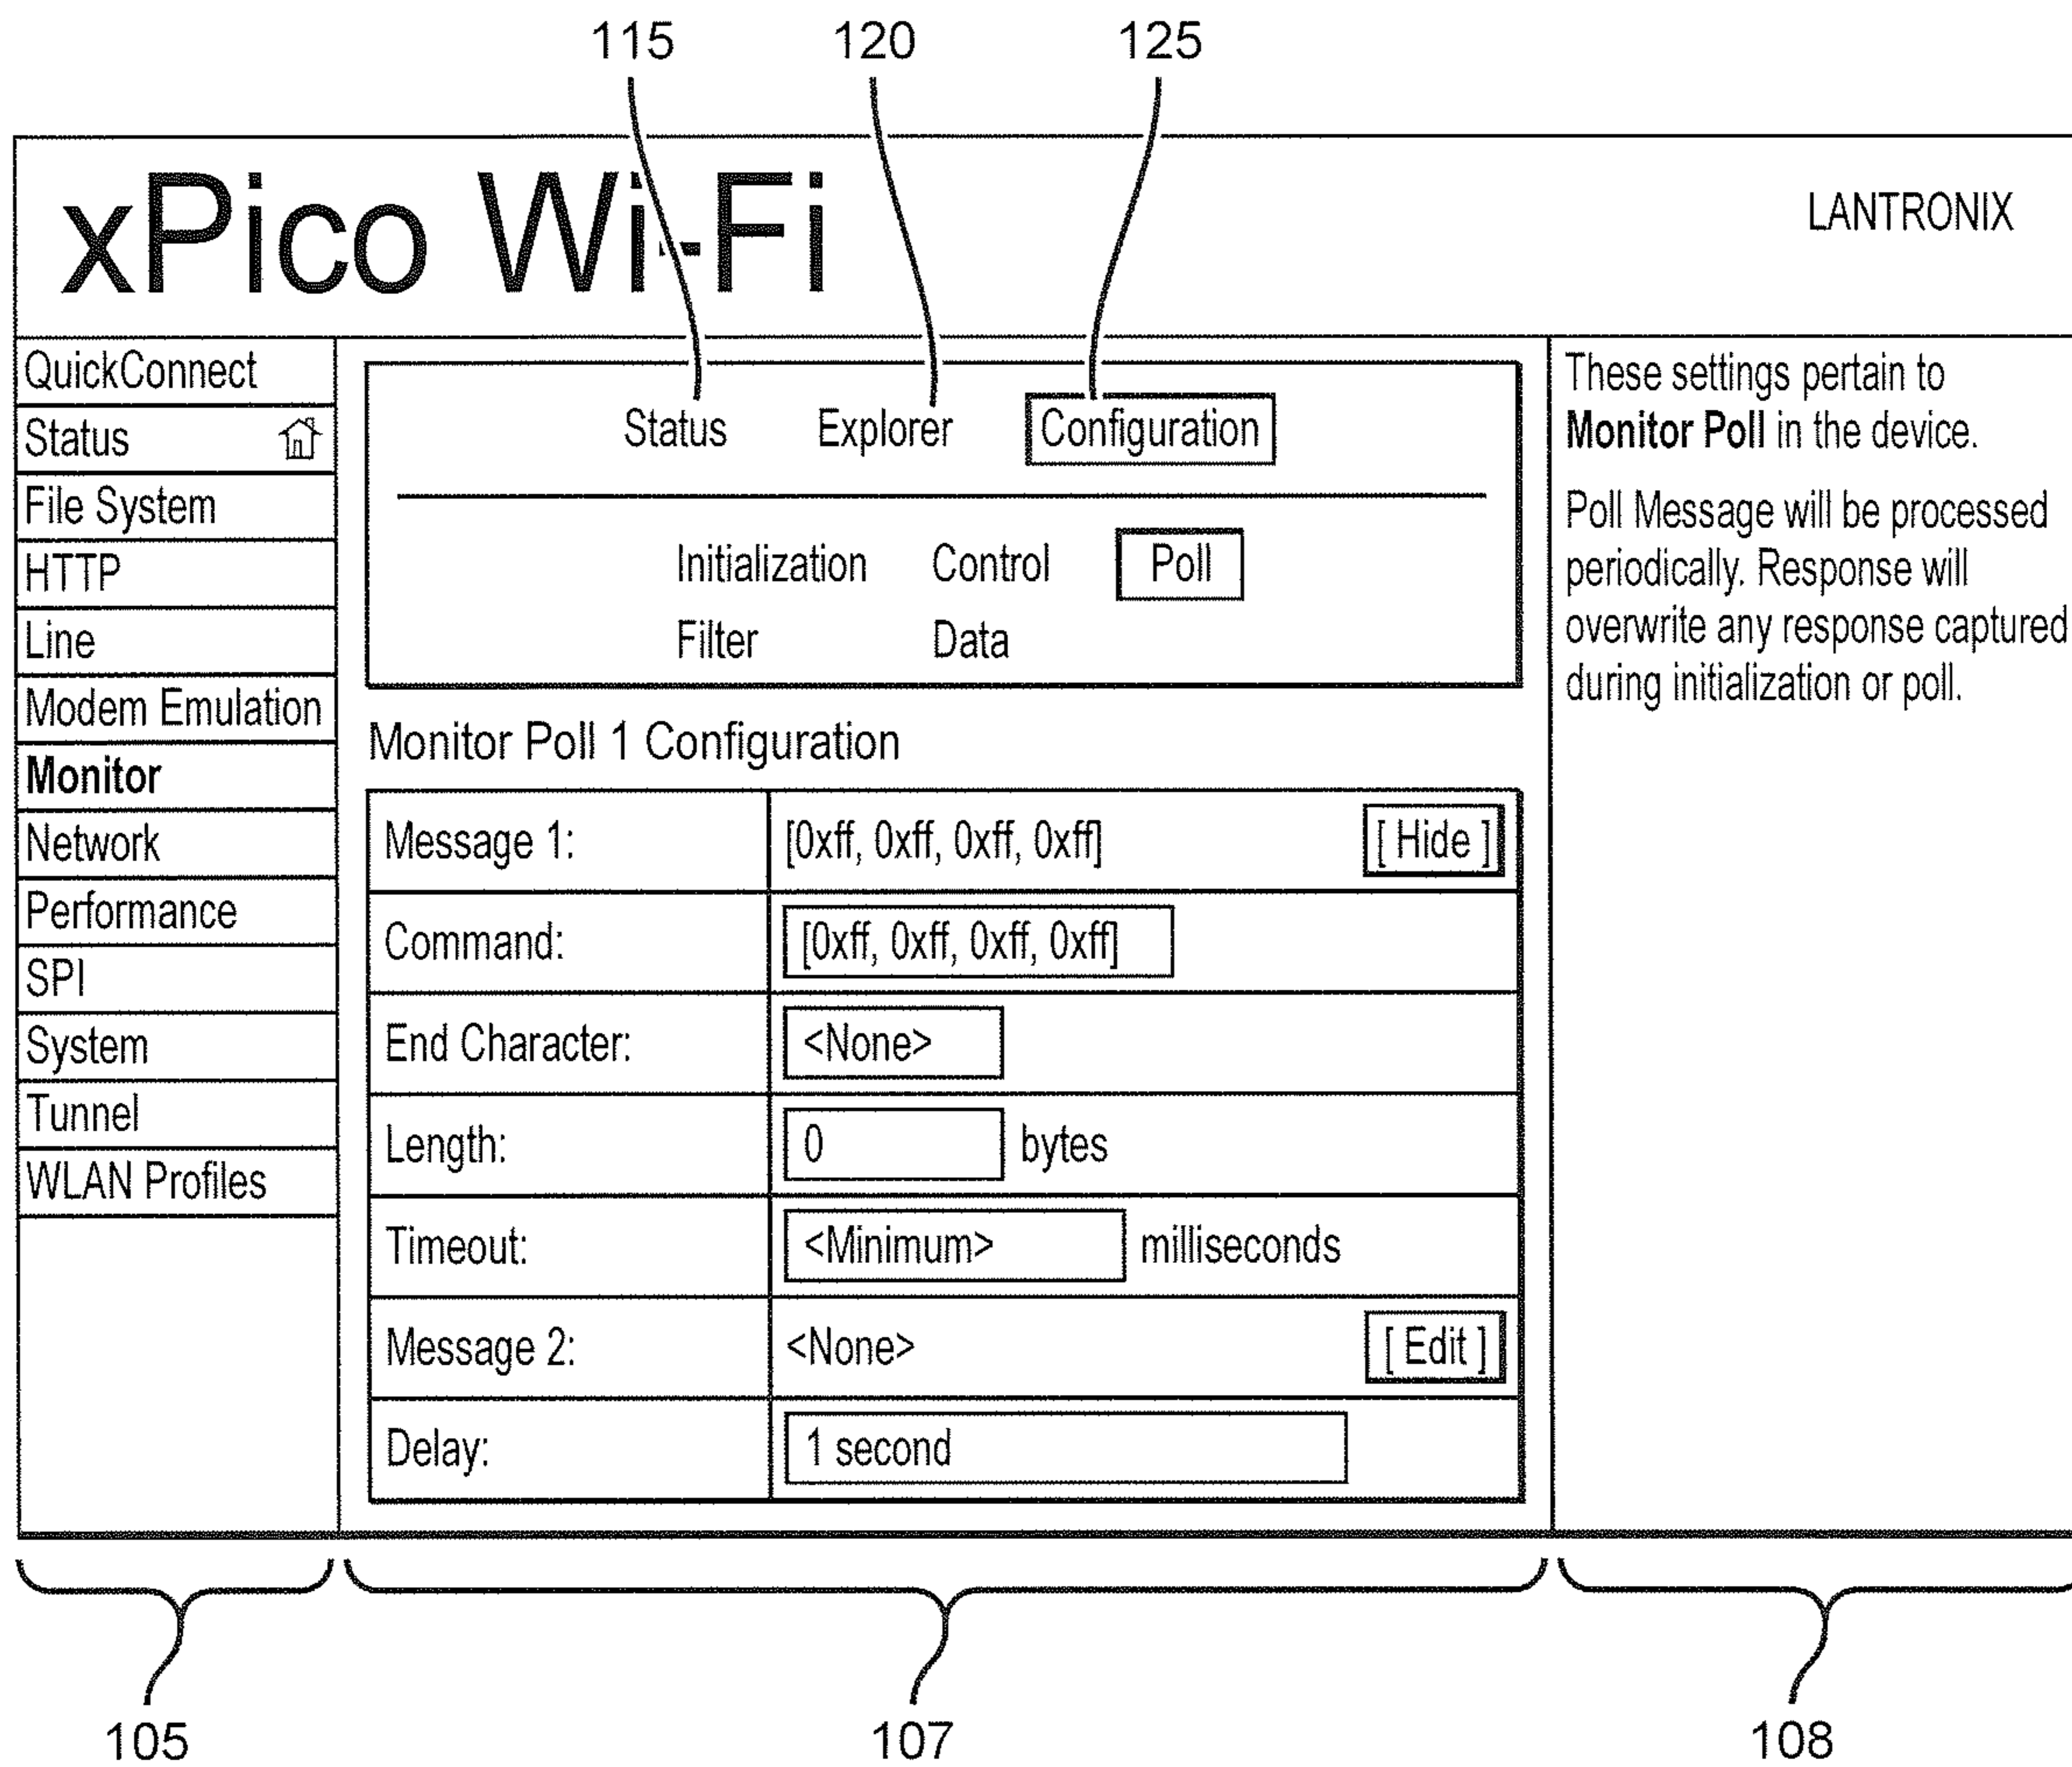 115 120 125
xPico Wi-Fi
LANTRONIX
QuickConnect
Status
File System
HTTP
Line
Modem Emulation
Monitor
Network
Performance
SPI
System
Tunnel
WLAN Profiles
Status Explorer Configuration
Initialization Control Poll
Filter Data
Monitor Poll 1 Configuration
Message 1: [0xff, 0xff, 0xff, 0xff] [ Hide ]
Command: [0xff, 0xff, 0xff, 0xff]
End Character: <None>
Length: 0 bytes
Timeout: <Minimum> milliseconds
Message 2: <None> [ Edit ]
Delay: 1 second
These settings pertain to
Monitor Poll in the device.
Poll Message will be processed
periodically. Response will
overwrite any response captured
during initialization or poll.
105 107 108